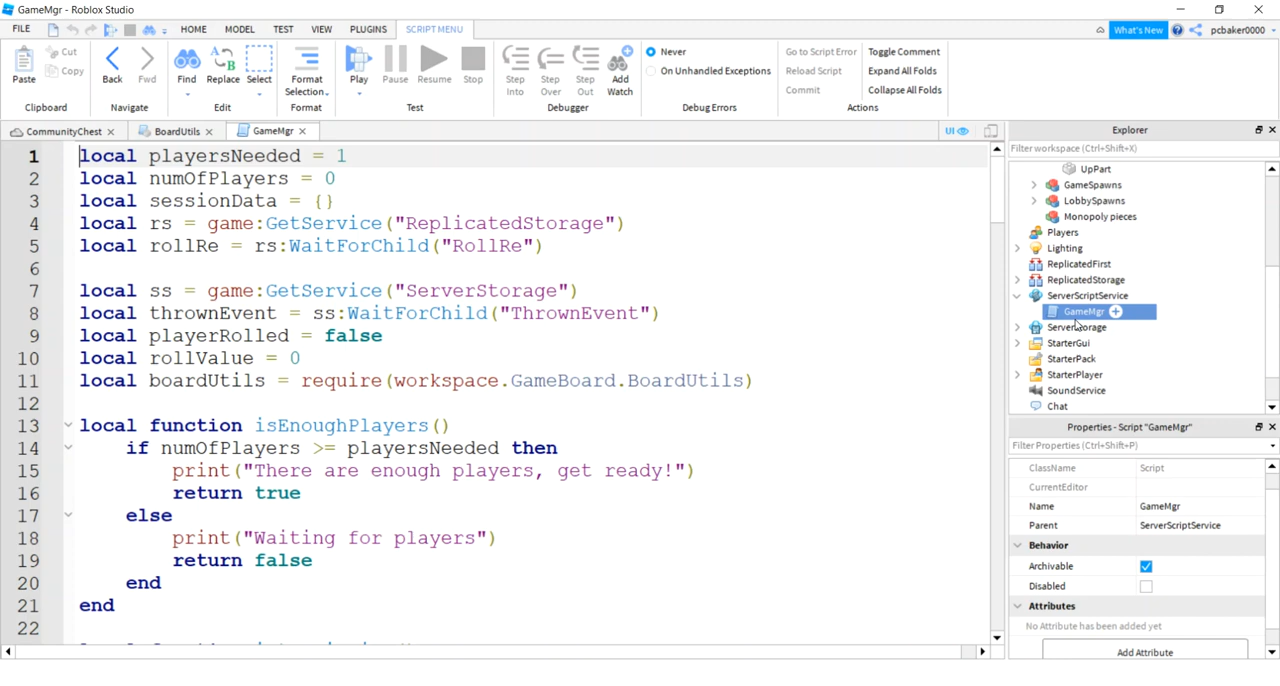 GameMgr - Roblox Studio
FILE HOME MODEL TEST VIEW PLUGINS SCRIPT MENU What's New pcbaker0000
Paste Cut Copy Back Fwd Find Replace Select Format Selection Play Pause Resume Stop Step Into Step Over Step Out Add Watch Never On Unhandled Exceptions Go to Script Error Reload Script Commit Toggle Comment Expand All Folds Collapse All Folds
Clipboard Navigate Edit Format Test Debugger Debug Errors Actions
CommunityChest BoardUtils GameMgr UI
1 local playersNeeded = 1
2 local numOfPlayers = 0
3 local sessionData = {}
4 local rs = game:GetService("ReplicatedStorage")
5 local rollRe = rs:WaitForChild("RollRe")
6
7 local ss = game:GetService("ServerStorage")
8 local thrownEvent = ss:WaitForChild("ThrownEvent")
9 local playerRolled = false
10 local rollValue = 0
11 local boardUtils = require(workspace.GameBoard.BoardUtils)
12
13 local function isEnoughPlayers()
14 if numOfPlayers >= playersNeeded then
15 print("There are enough players, get ready!")
16 return true
17 else
18 print("Waiting for players")
19 return false
20 end
21 end
22
Explorer
Filter workspace (Ctrl+Shift+X)
UpPart
GameSpawns
LobbySpawns
Monopoly pieces
Players
Lighting
ReplicatedFirst
ReplicatedStorage
ServerScriptService
GameMgr
ServerStorage
StarterGui
StarterPack
StarterPlayer
SoundService
Chat
Properties - Script "GameMgr"
Filter Properties (Ctrl+Shift+P)
ClassName Script
CurrentEditor
Name GameMgr
Parent ServerScriptService
Behavior
Archivable
Disabled
Attributes
No Attribute has been added yet
Add Attribute